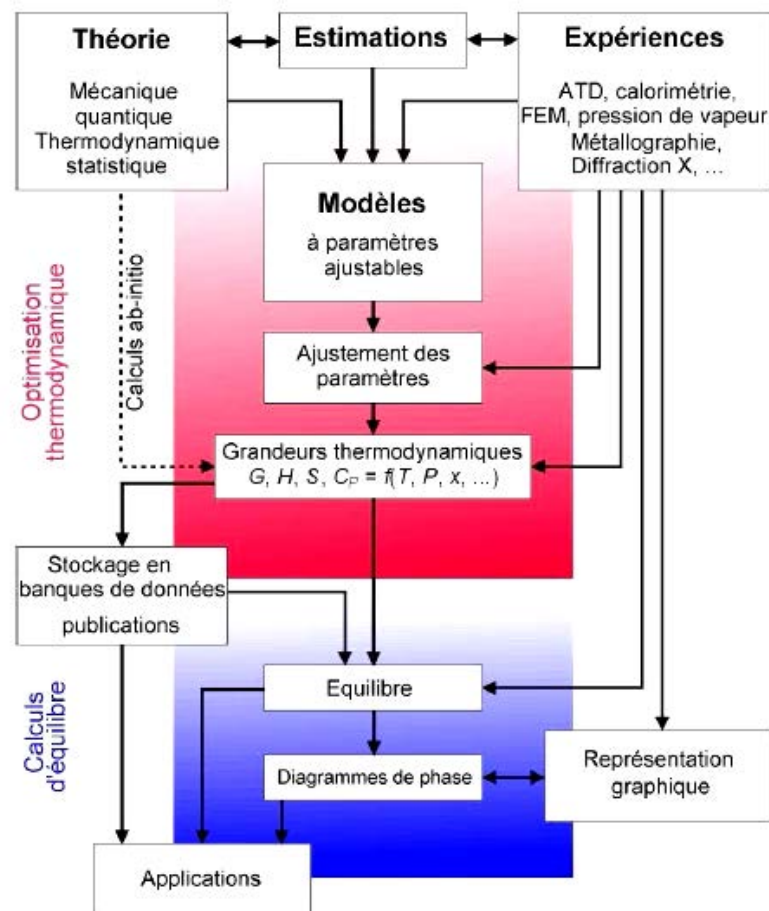 Théorie
Mécanique
quantique
Thermodynamique
statistique
Estimations
Expériences
ATD, calorimétrie,
FEM, pression de vapeur
Métallographie,
Diffraction X, ...
Modèles
à paramètres
ajustables
Optimisation
thermodynamique
Calculs ab-initio
Ajustement des
paramètres
Grandeurs thermodynamiques
G, H, S, CP = f(T, P, x, ...)
Stockage en
banques de données
publications
Calculs
d'équilibre
Equilibre
Diagrammes de phase
Représentation
graphique
Applications